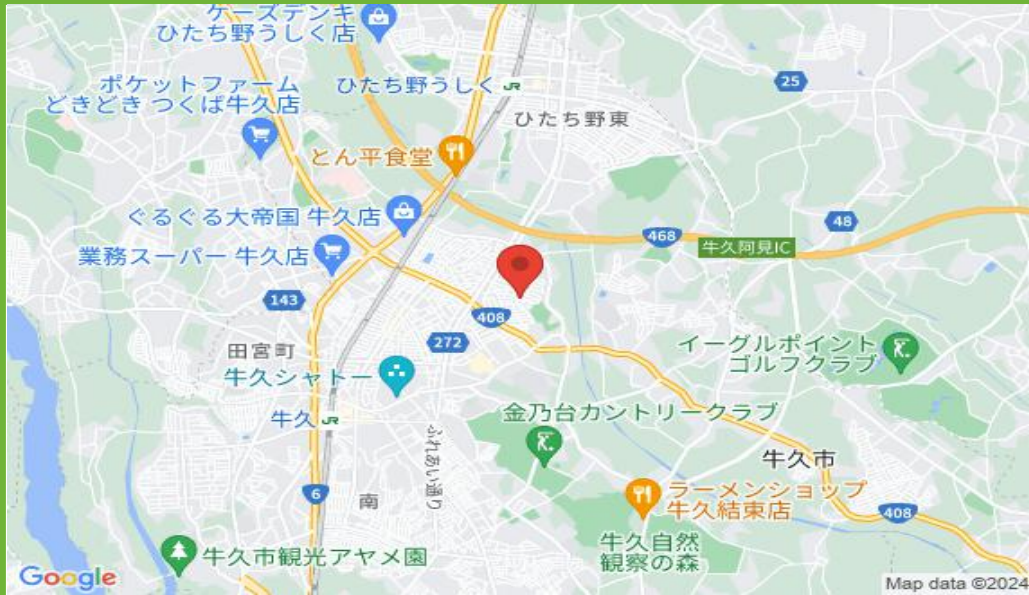 ケーズデンキ
ひたち野うしく店
ポケットファーム
どきどき つくば牛久店
ひたち野うしく JR
25
ひたち野東
とん平食堂
ぐるぐる大帝国 牛久店
48
468
牛久阿見IC
業務スーパー 牛久店
143
408
272
田宮町
イーグルポイント
ゴルフクラブ
牛久シャトー
金乃台カントリークラブ
牛久 JR
ふれあい通り
牛久市
6
南
ラーメンショップ
牛久結束店
408
牛久自然
観察の森
牛久市観光アヤメ園
Google
Map data ©2024